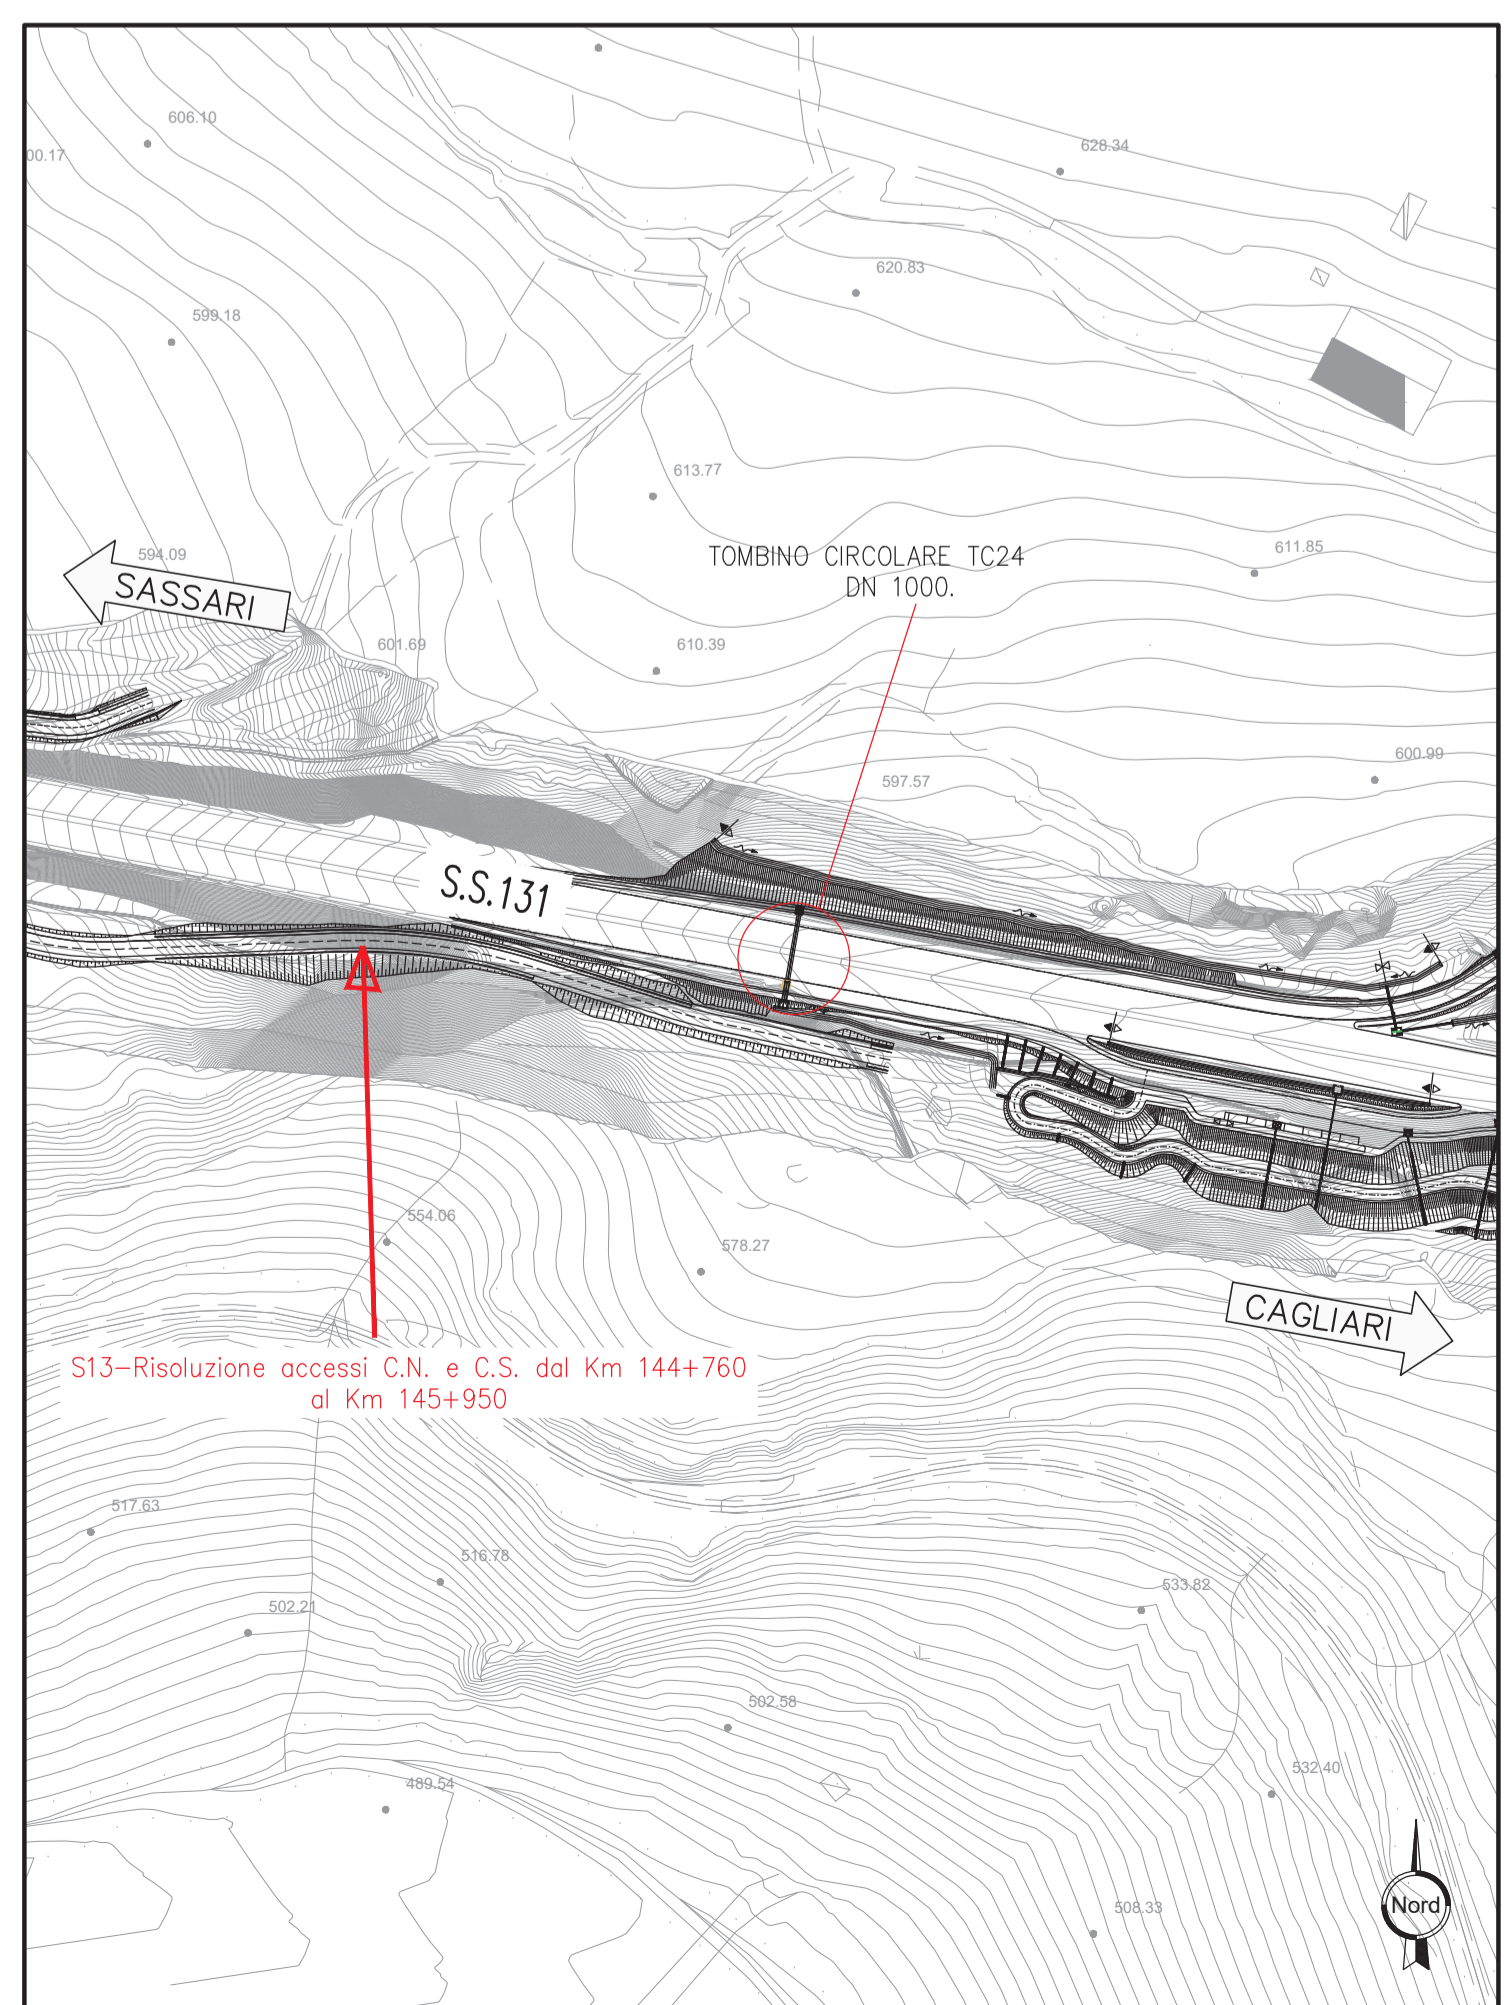 628.34
606.10
00.17
620.83
599.18
613.77
611.85
594.09
TOMBINO CIRCOLARE TC24
DN 1000.
SASSARI
601.69
610.39
600.99
597.57
S.S.131
554.06
578.27
CAGLIARI
S13-Risoluzione accessi C.N. e C.S. dal Km 144+760
al Km 145+950
517.63
516.78
533.82
502.21
502.58
532.40
489.54
508.33
Nord